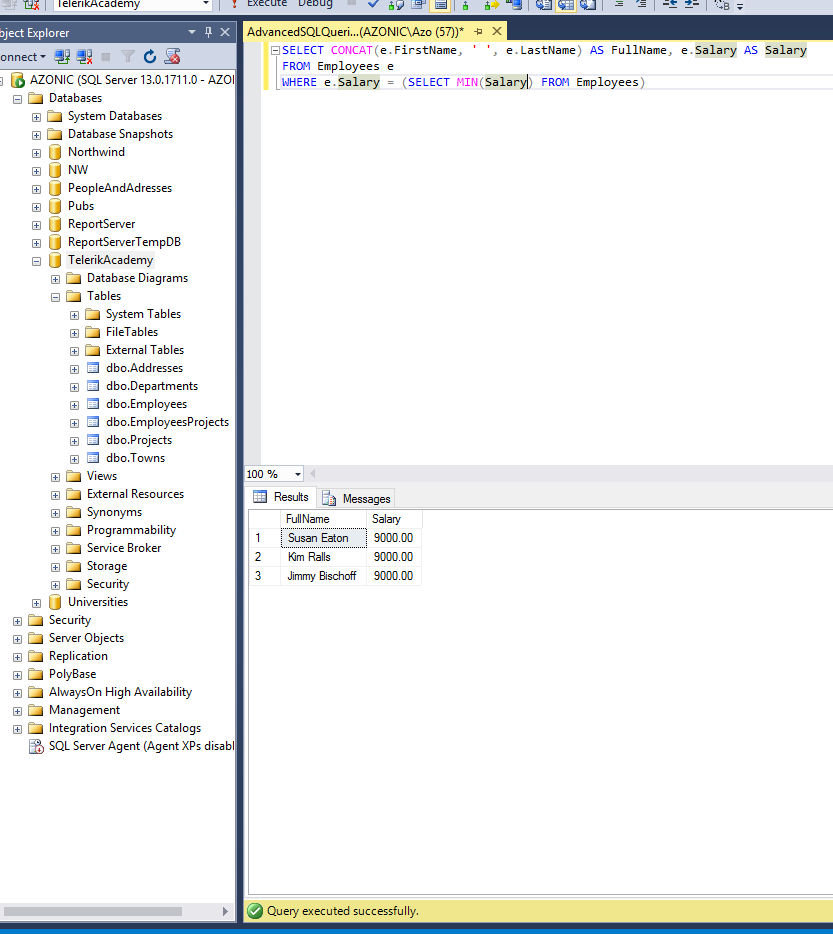 TelerikAcademy
Execute
Debug
bject Explorer
onnect
AZONIC (SQL Server 13.0.1711.0 - AZOI
Databases
System Databases
Database Snapshots
Northwind
NW
PeopleAndAdresses
Pubs
ReportServer
ReportServerTempDB
TelerikAcademy
Database Diagrams
Tables
System Tables
FileTables
External Tables
dbo.Addresses
dbo.Departments
dbo.Employees
dbo.EmployeesProjects
dbo.Projects
dbo.Towns
Views
External Resources
Synonyms
Programmability
Service Broker
Storage
Security
Universities
Security
Server Objects
Replication
PolyBase
AlwaysOn High Availability
Management
Integration Services Catalogs
SQL Server Agent (Agent XPs disabl
AdvancedSQLQueri...(AZONIC\Azo (57))*
SELECT CONCAT(e.FirstName, ' ', e.LastName) AS FullName, e.Salary AS Salary
FROM Employees e
WHERE e.Salary = (SELECT MIN(Salary) FROM Employees)
100 %
Results
Messages
FullName Salary
1 Susan Eaton 9000.00
2 Kim Ralls 9000.00
3 Jimmy Bischoff 9000.00
Query executed successfully.